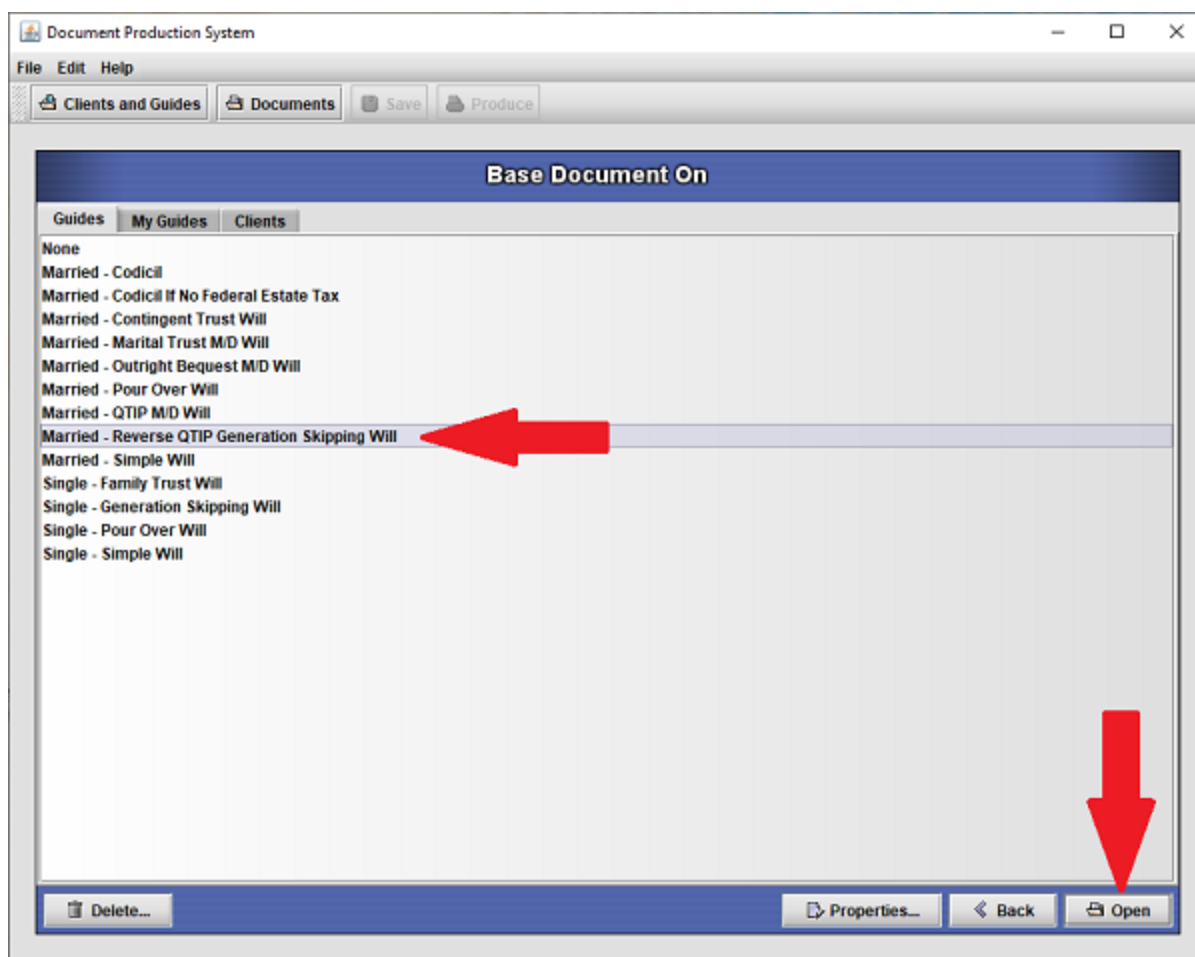 Document Production System
File Edit Help
Clients and Guides Documents Save Produce
Base Document On
Guides My Guides Clients
None
Married - Codicil
Married - Codicil If No Federal Estate Tax
Married - Contingent Trust Will
Married - Marital Trust M/D Will
Married - Outright Bequest M/D Will
Married - Pour Over Will
Married - QTIP M/D Will
Married - Reverse QTIP Generation Skipping Will
Married - Simple Will
Single - Family Trust Will
Single - Generation Skipping Will
Single - Pour Over Will
Single - Simple Will
Delete... Properties... Back Open